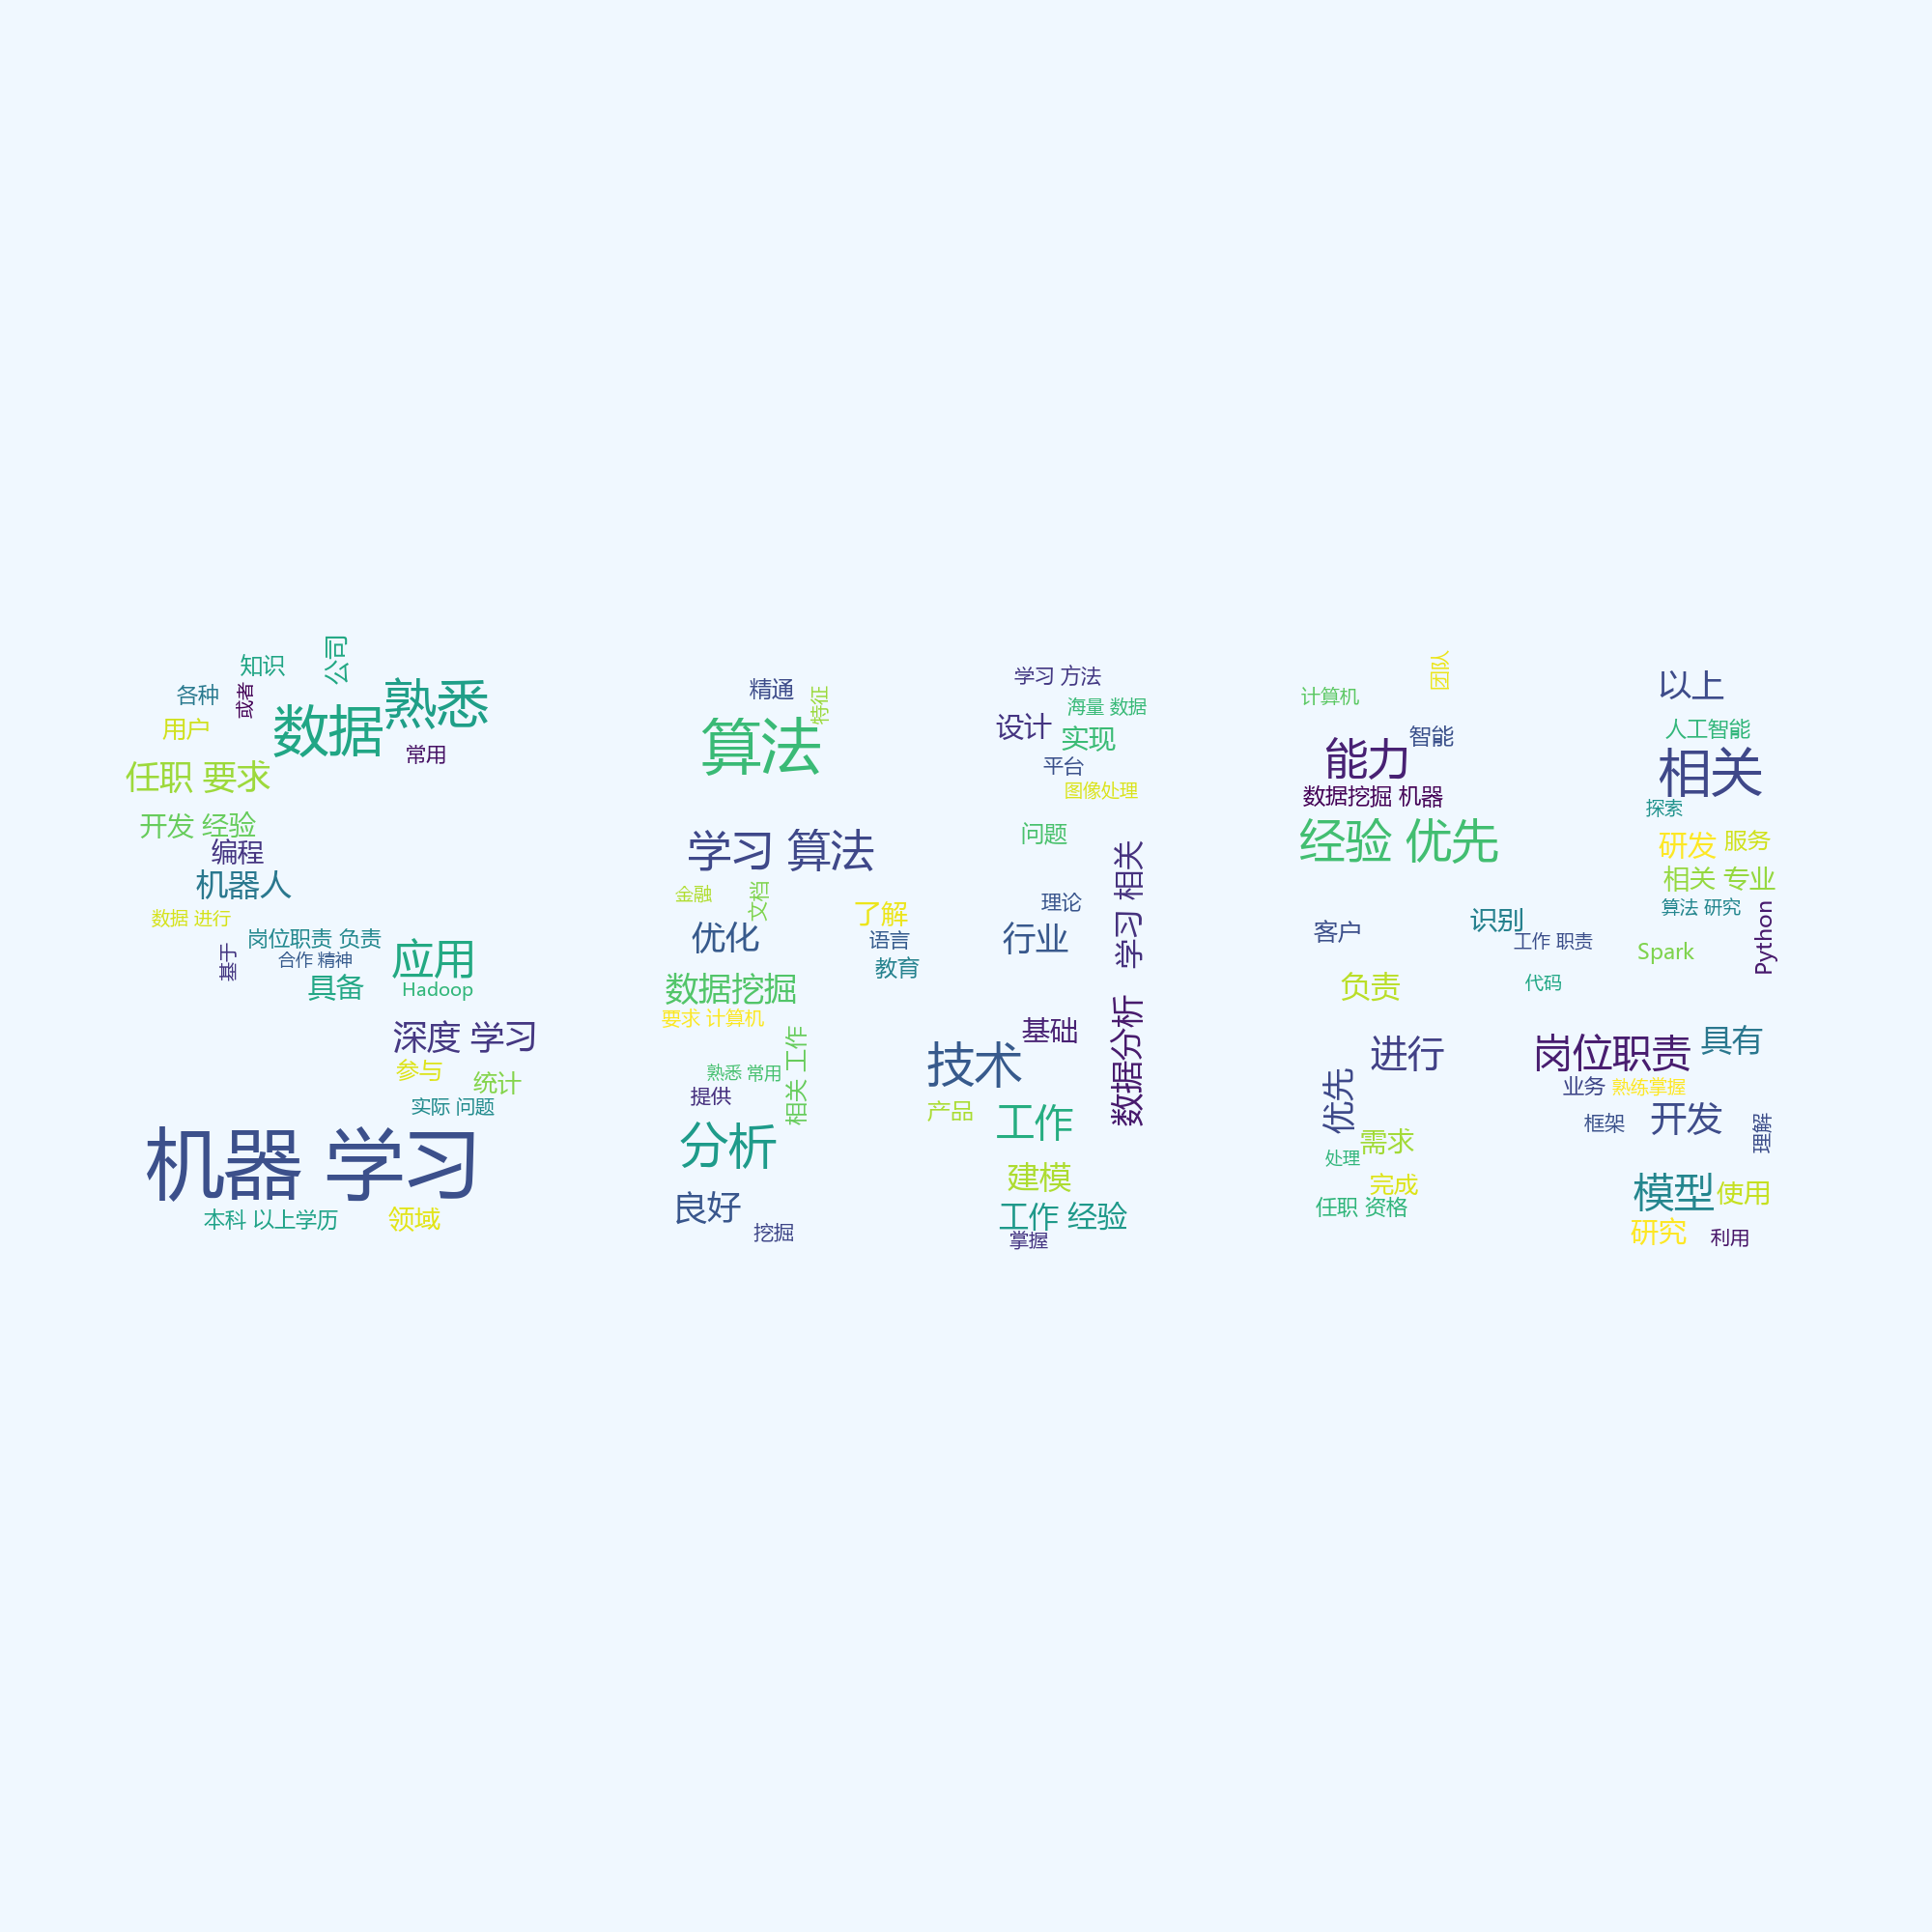 知识
公司
各种
或者
熟悉
用户
数据
常用
任职 要求
开发 经验
编程
机器人
数据 进行
基于
岗位职责 负责
合作 精神
应用
具备
Hadoop
深度 学习
参与
统计
实际 问题
机器 学习
本科 以上学历
领域
精通
特征
算法
学习 算法
金融
文档
了解
优化
语言
教育
数据挖掘
要求 计算机
熟悉 常用
相关 工作
提供
分析
良好
挖掘
学习 方法
海量 数据
设计
实现
平台
图像处理
问题
学习 相关
理论
行业
数据分析
基础
技术
产品
工作
建模
工作 经验
掌握
团队
计算机
智能
能力
数据挖掘 机器
经验 优先
客户
识别
工作 职责
负责
代码
进行
优先
需求
处理
完成
任职 资格
以上
人工智能
相关
探索
研发
服务
相关 专业
算法 研究
Python
Spark
岗位职责
具有
业务
熟练掌握
框架
开发
理解
模型
使用
研究
利用